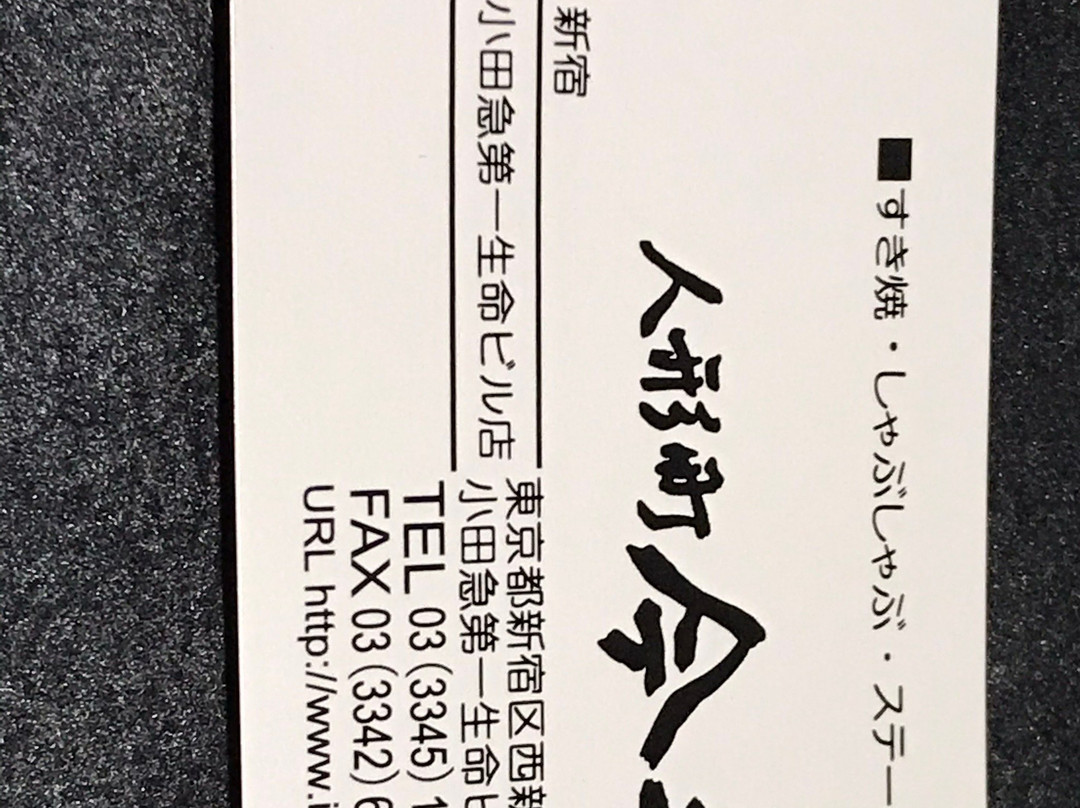 ■すき焼・しゃぶしゃぶ・ステー
人形町
新宿
小田急第一生命ビル店
東京都新宿区西新
小田急第一生命ビ
TEL 03(3345)1
FAX 03(3342)6
URL http://www.i